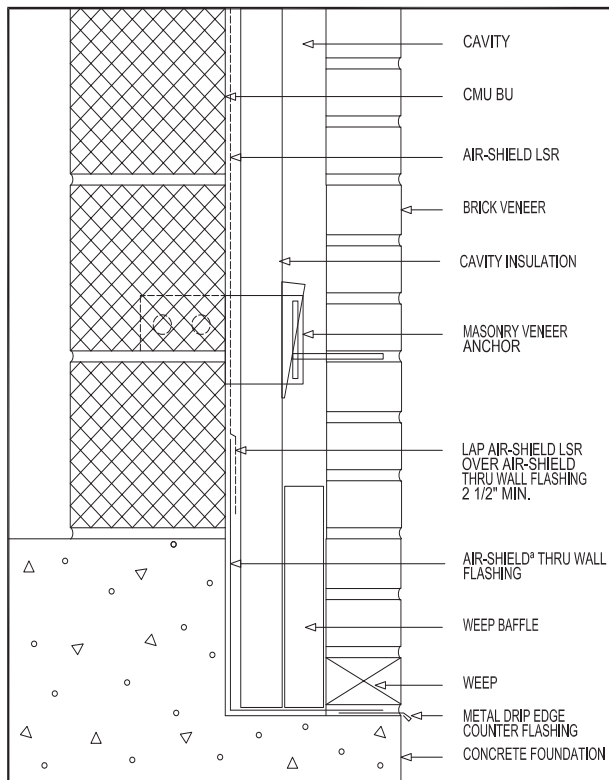 CAVITY
CMU BU
AIR-SHIELD LSR
BRICK VENEER
CAVITY INSULATION
MASONRY VENEER
ANCHOR
LAP AIR-SHIELD LSR
OVER AIR-SHIELD
THRU WALL FLASHING
2 1/2" MIN.
AIR-SHIELDª THRU WALL
FLASHING
WEEP BAFFLE
WEEP
METAL DRIP EDGE
COUNTER FLASHING
CONCRETE FOUNDATION